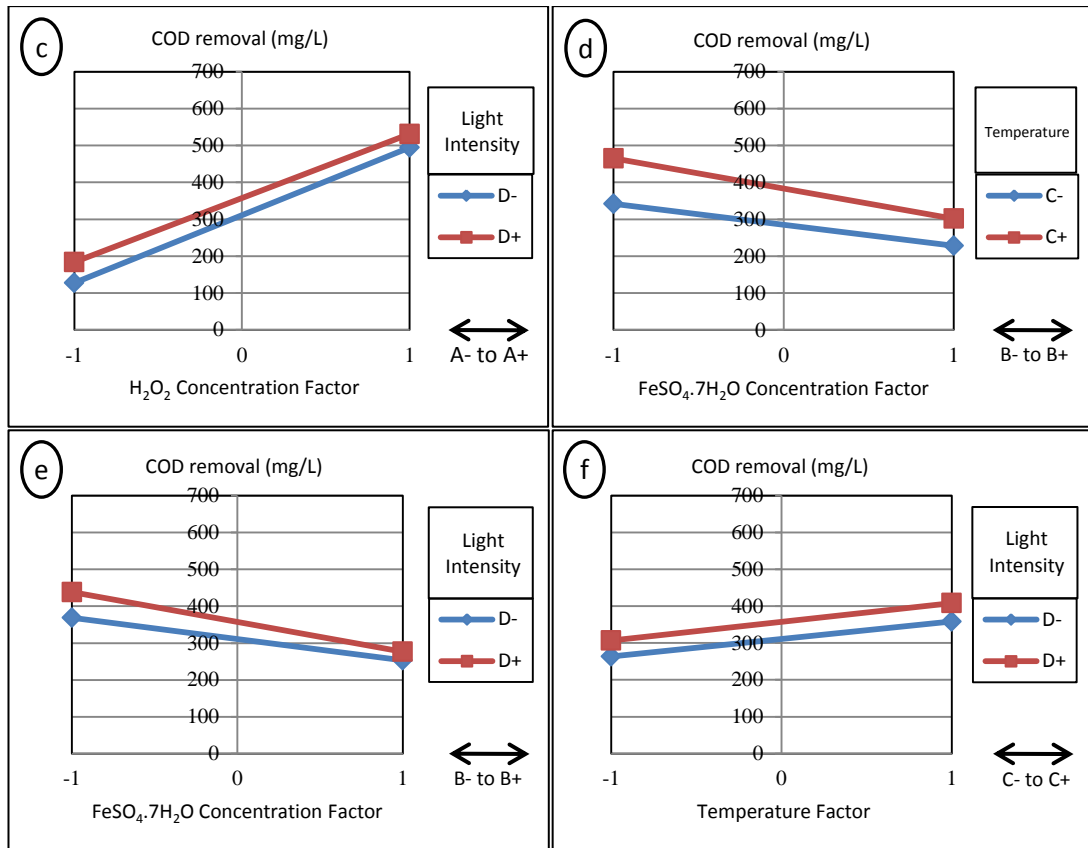 c
COD removal (mg/L)
700
600
500
400
300
200
100
0
-1
0
1
H₂O₂ Concentration Factor
Light
Intensity
D-
D+
A- to A+
d
COD removal (mg/L)
700
600
500
400
300
200
100
0
-1
0
1
FeSO₄.7H₂O Concentration Factor
Temperature
C-
C+
B- to B+
e
COD removal (mg/L)
700
600
500
400
300
200
100
0
-1
0
1
FeSO₄.7H₂O Concentration Factor
Light
Intensity
D-
D+
B- to B+
f
COD removal (mg/L)
700
600
500
400
300
200
100
0
-1
0
1
Temperature Factor
Light
Intensity
D-
D+
C- to C+